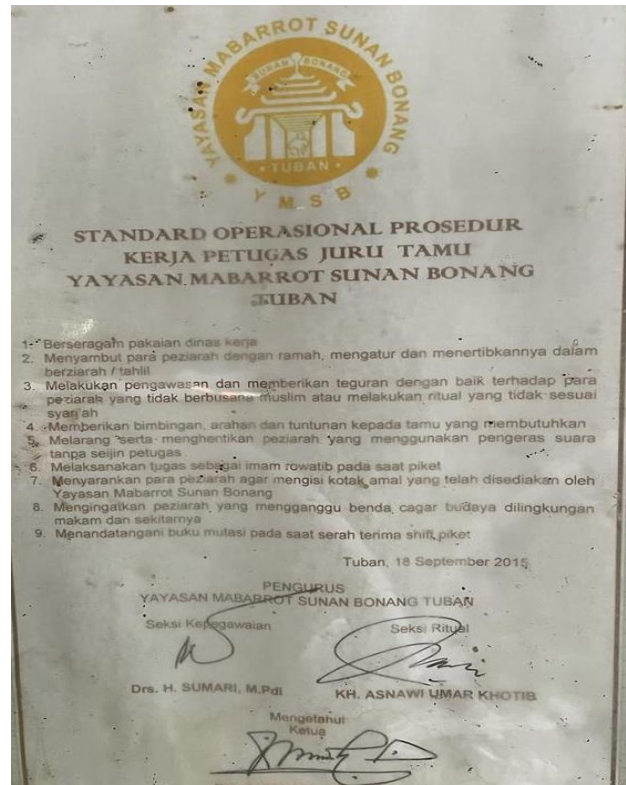 YAYASAN MABARROT SUNAN BONANG
SUNAN BONANG
TUBAN
YMSB
STANDARD OPERASIONAL PROSEDUR
KERJA PETUGAS JURU TAMU
YAYASAN MABARROT SUNAN BONANG
TUBAN
1. Berseragam pakaian dinas kerja
2. Menyambut para peziarah dengan ramah, mengatur dan menertibkannya dalam
berziarah / tahlil
3. Melakukan pengawasan dan memberikan teguran dengan baik terhadap para
peziarah yang tidak berbusana muslim atau melakukan ritual yang tidak sesuai
syari'ah
4. Memberikan bimbingan, arahan dan tuntunan kepada tamu yang membutuhkan
5. Melarang serta menghentikan peziarah yang menggunakan pengeras suara
tanpa seijin petugas
6. Melaksanakan tugas sebagai imam rowatib pada saat piket
7. Menyarankan para peziarah agar mengisi kotak amal yang telah disediakan oleh
Yayasan Mabarrot Sunan Bonang
8. Mengingatkan peziarah yang mengganggu benda cagar budaya dilingkungan
makam dan sekitarnya
9. Menandatangani buku mutasi pada saat serah terima shift piket
Tuban, 18 September 2015
PENGURUS
YAYASAN MABARROT SUNAN BONANG TUBAN
Seksi Kepegawaian Seksi Ritual
Drs. H. SUMARI, M.PdI KH. ASNAWI UMAR KHOTIB
Mengetahui
Ketua